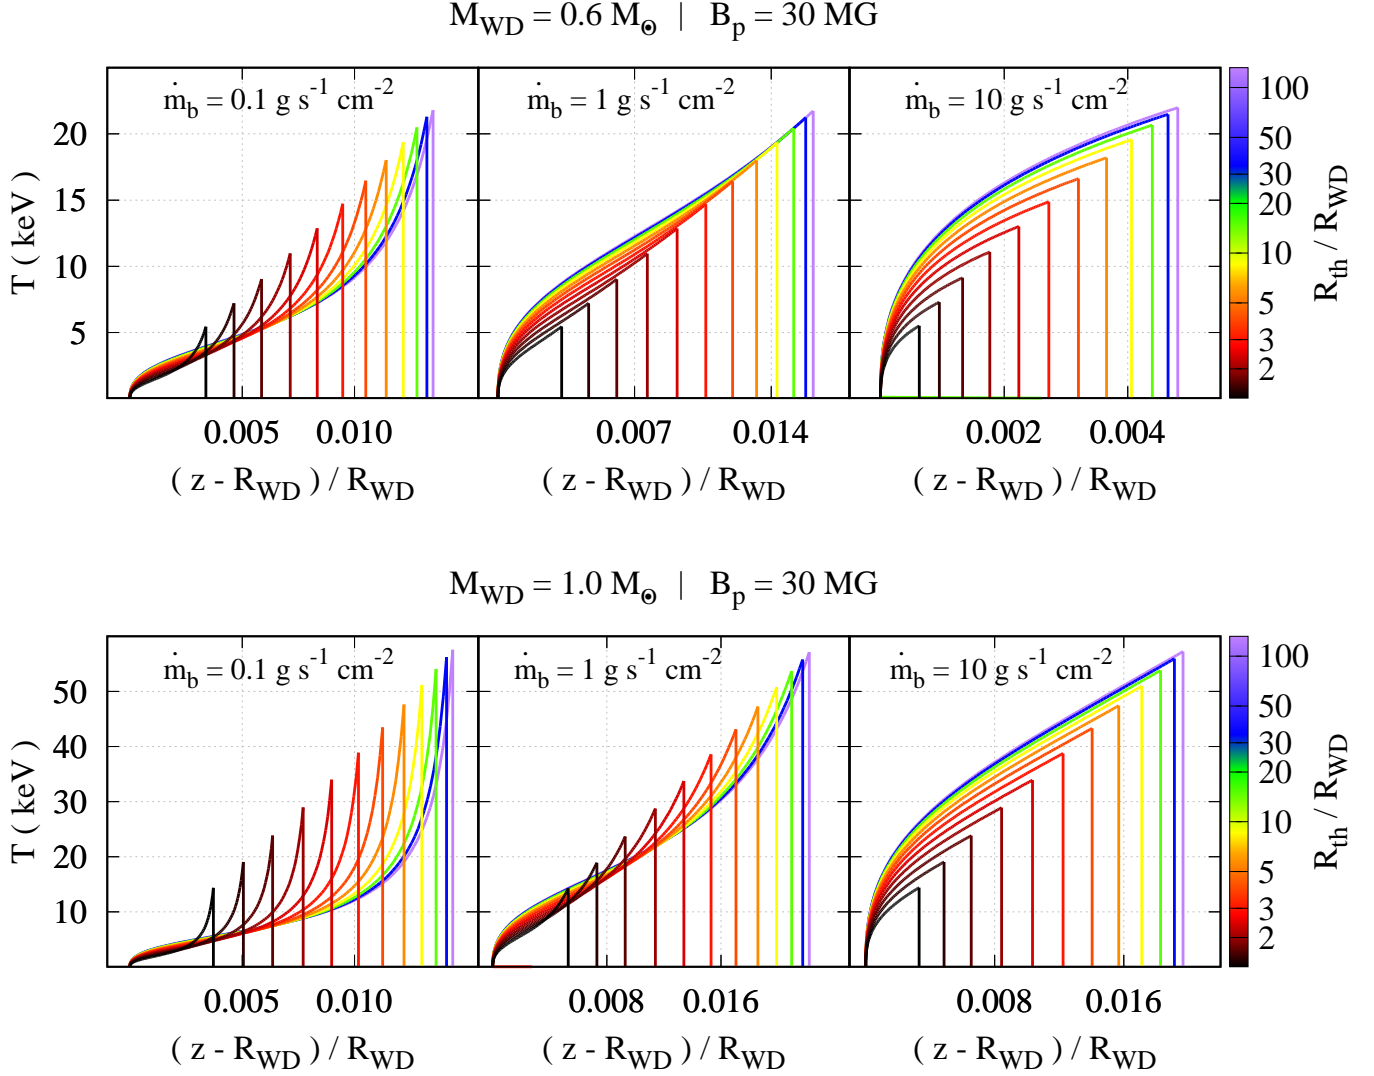 M_WD = 0.6 M_⊙ | B_p = 30 MG
ṁ_b = 0.1 g s^-1 cm^-2
ṁ_b = 1 g s^-1 cm^-2
ṁ_b = 10 g s^-1 cm^-2
T ( keV )
20
15
10
5
0.005 0.010
0.007 0.014
0.002 0.004
( z - R_WD ) / R_WD
( z - R_WD ) / R_WD
( z - R_WD ) / R_WD
100
50
30
20
10
5
3
2
R_th / R_WD
M_WD = 1.0 M_⊙ | B_p = 30 MG
ṁ_b = 0.1 g s^-1 cm^-2
ṁ_b = 1 g s^-1 cm^-2
ṁ_b = 10 g s^-1 cm^-2
T ( keV )
50
40
30
20
10
0.005 0.010
0.008 0.016
0.008 0.016
( z - R_WD ) / R_WD
( z - R_WD ) / R_WD
( z - R_WD ) / R_WD
100
50
30
20
10
5
3
2
R_th / R_WD